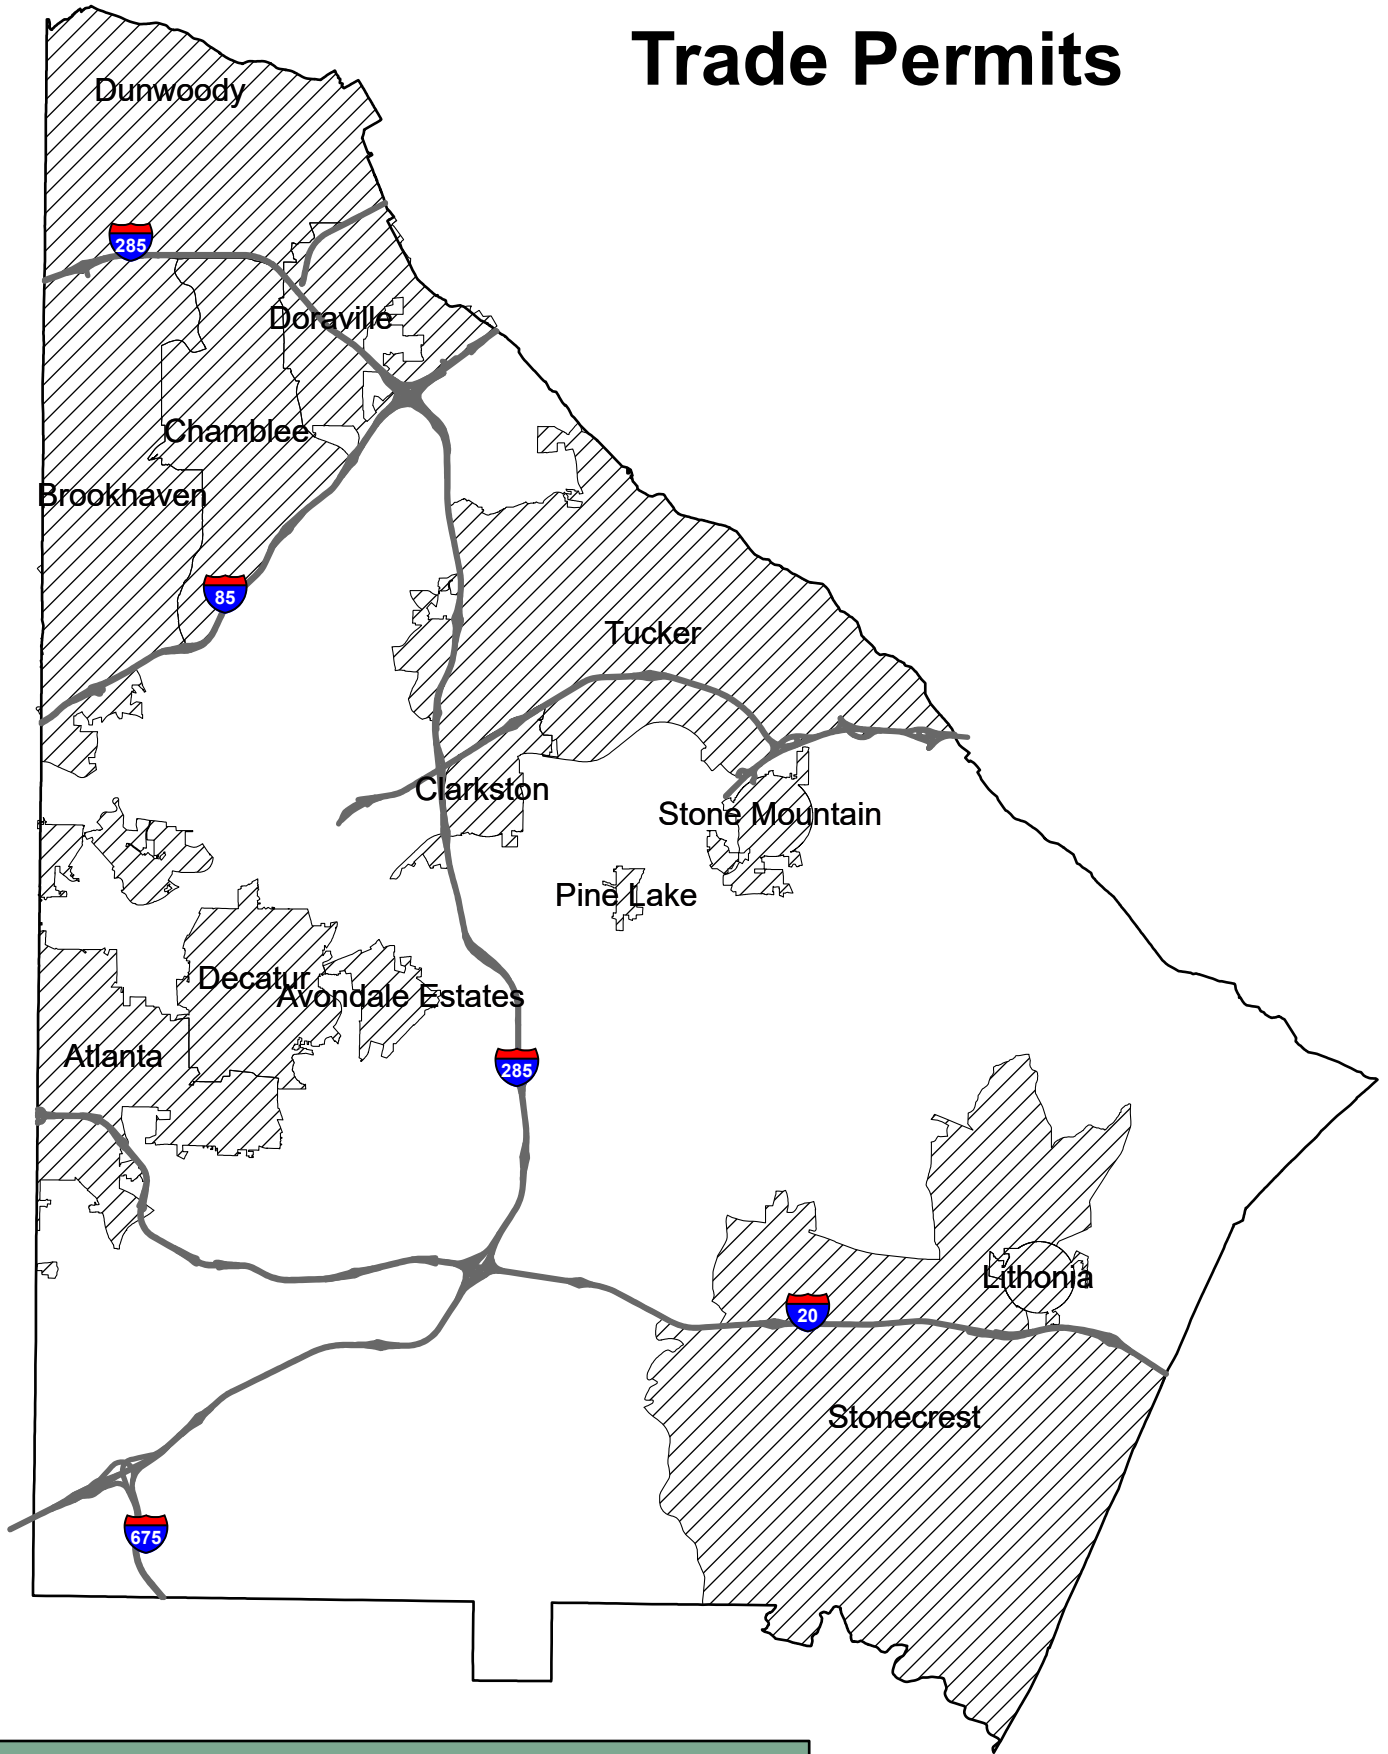 Trade Permits
Dunwoody
285
Doraville
Chamblee
Brookhaven
85
Tucker
Clarkston
Stone Mountain
Pine Lake
Decatur
Avondale Estates
Atlanta
285
Lithonia
20
Stonecrest
675